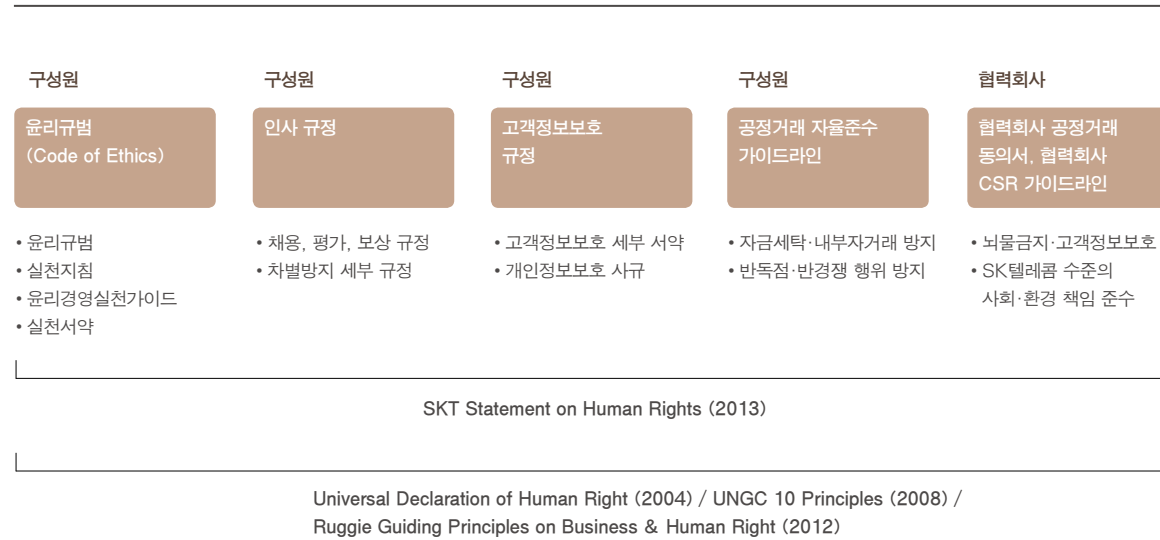 구성원
윤리규범
(Code of Ethics)
• 윤리규범
• 실천지침
• 윤리경영실천가이드
• 실천서약
구성원
인사 규정
• 채용, 평가, 보상 규정
• 차별방지 세부 규정
구성원
고객정보보호
규정
• 고객정보보호 세부 서약
• 개인정보보호 사규
구성원
공정거래 자율준수
가이드라인
• 자금세탁·내부자거래 방지
• 반독점·반경쟁 행위 방지
협력회사
협력회사 공정거래
동의서, 협력회사
CSR 가이드라인
• 뇌물금지·고객정보보호
• SK텔레콤 수준의
사회·환경 책임 준수
SKT Statement on Human Rights (2013)
Universal Declaration of Human Right (2004) / UNGC 10 Principles (2008) /
Ruggie Guiding Principles on Business & Human Right (2012)